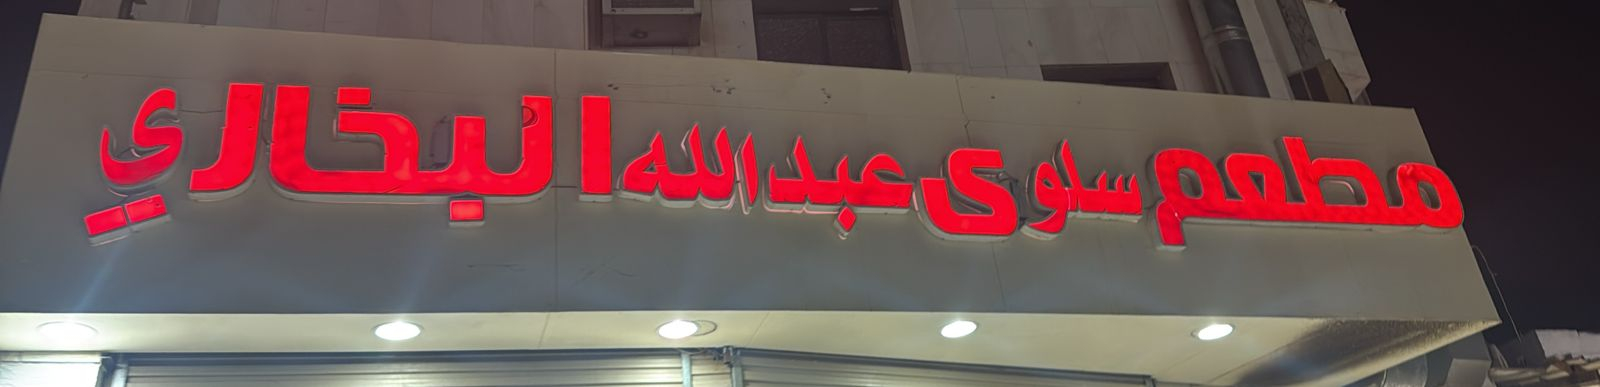 مطعم سلوى عبدالله البخاري